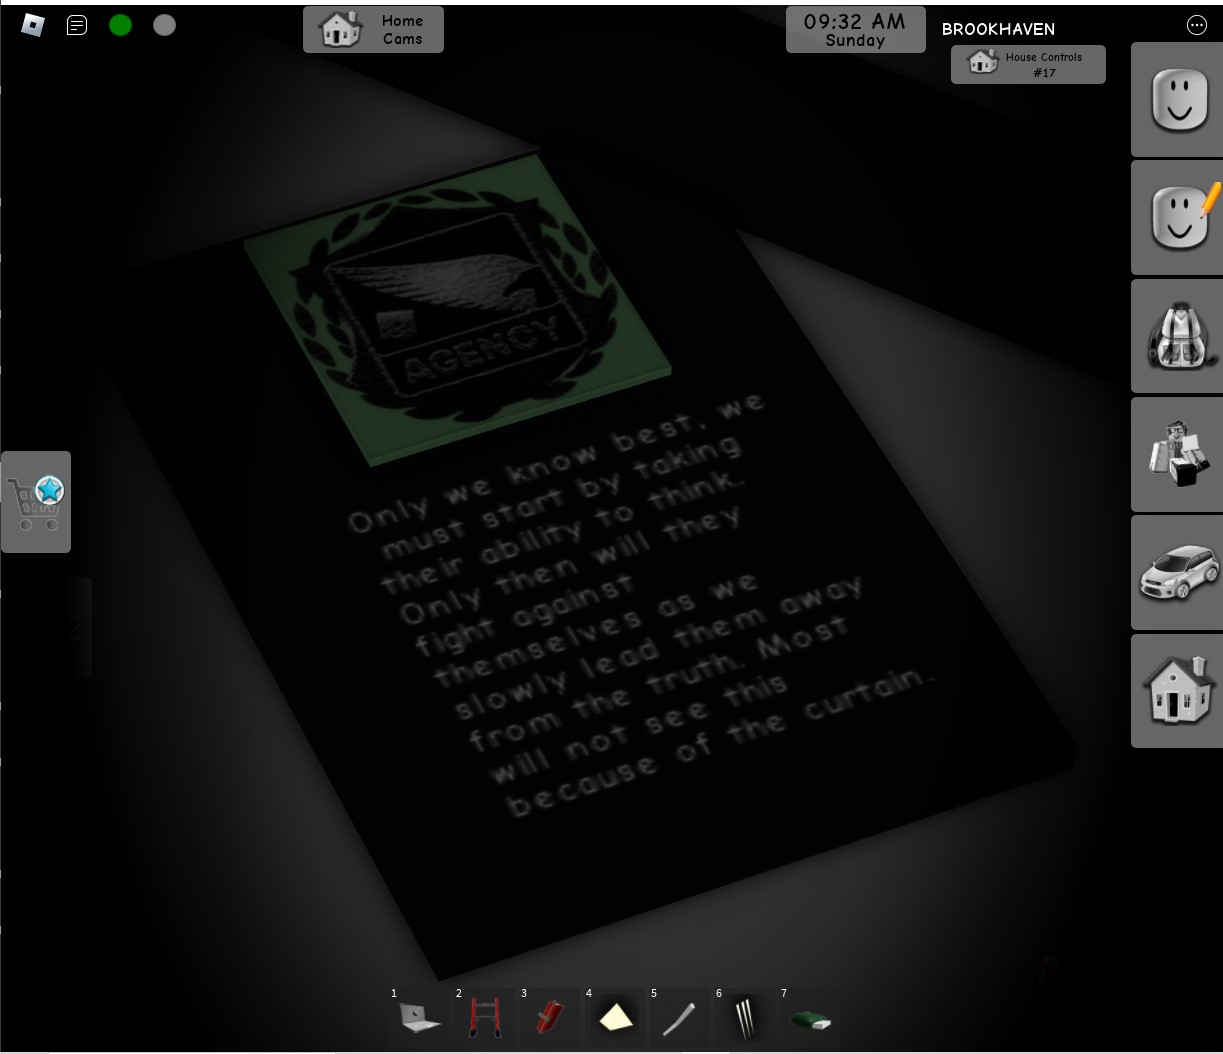 Home
Cams
09:32 AM
Sunday
BROOKHAVEN
House Controls
#17
AGENCY
Only we know best, we
must start by taking
their ability to think.
Only then will they
fight against
themselves as we
slowly lead them away
from the truth. Most
will not see this
because of the curtain.
2
1
2
3
4
5
6
7